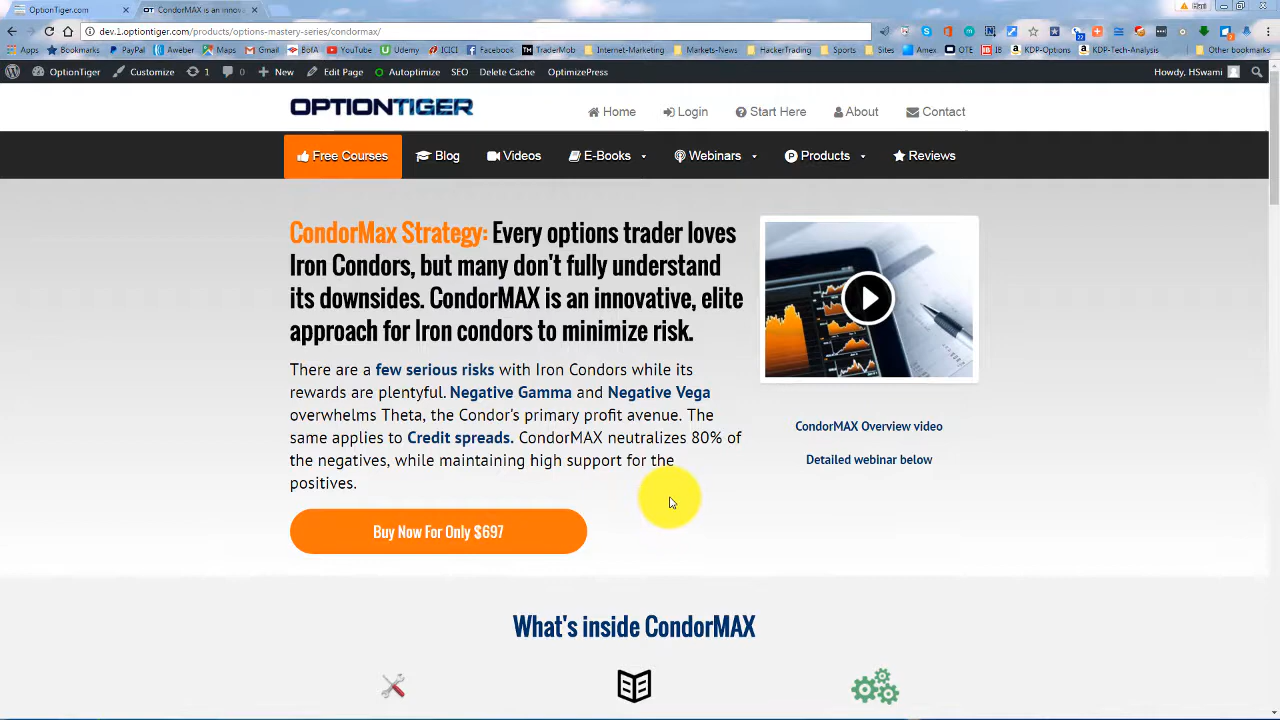 OptionTiger.com
CondorMAX is an innov
dev.1.optiontiger.com/products/options-mastery-series/condormax/
Apps Bookmarks PayPal Aweber Maps Gmail BofA YouTube Udemy ICICI Facebook TraderMob Internet-Marketing Markets-News TrackerTrading Sports Sites Amex OTE IB KDP-Options KDP-Tech-Analysis Other bookmarks
OptionTiger Customize 1 0 New Edit Page Autoptimize SEO Delete Cache OptimizePress Howdy, HSwami
OPTIONTIGER Home Login Start Here About Contact
Free Courses Blog Videos E-Books Webinars Products Reviews
CondorMax Strategy: Every options trader loves
Iron Condors, but many don't fully understand
its downsides. CondorMAX is an innovative, elite
approach for Iron condors to minimize risk.
There are a few serious risks with Iron Condors while its
rewards are plentiful. Negative Gamma and Negative Vega
overwhelms Theta, the Condor's primary profit avenue. The
same applies to Credit spreads. CondorMAX neutralizes 80% of
the negatives, while maintaining high support for the
positives.
CondorMAX Overview video
Detailed webinar below
Buy Now For Only $697
What's inside CondorMAX